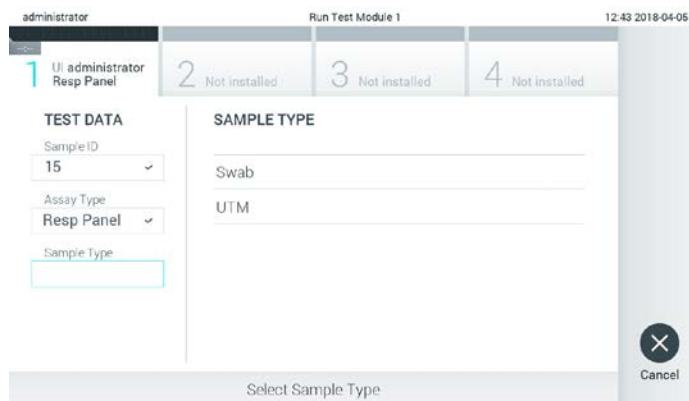 administrator Run Test Module 1 12:43 2018-04-05
1 UI administrator
Resp Panel
2 Not installed
3 Not installed
4 Not installed
TEST DATA
Sample ID
15
Assay Type
Resp Panel
Sample Type
SAMPLE TYPE
Swab
UTM
Cancel
Select Sample Type